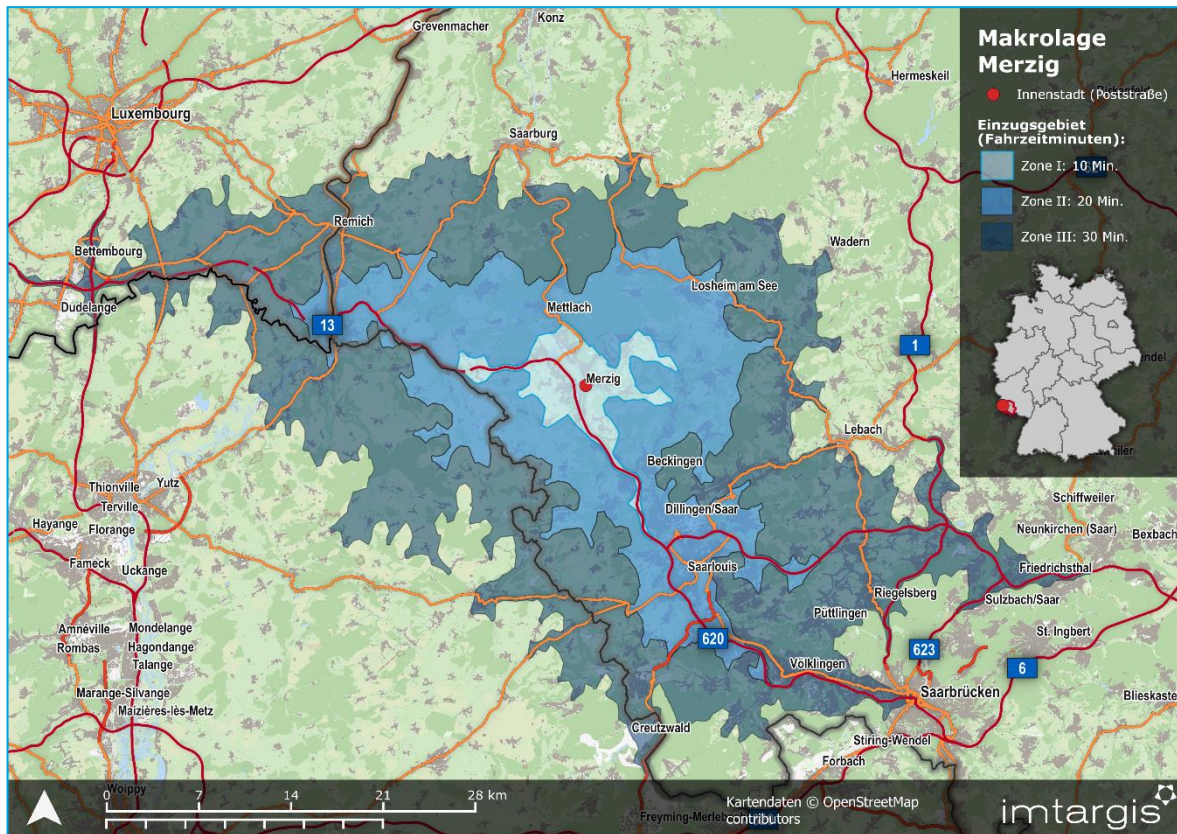 Makrolage
Merzig
Innenstadt (Poststraße)
Einzugsgebiet
(Fahrzeitminuten):
Zone I: 10 Min.
Zone II: 20 Min.
Zone III: 30 Min.
Konz
Grevenmacher
Hermeskeil
Luxembourg
Saarburg
Remich
Wadern
Bettembourg
Losheim am See
Dudelange
Mettlach
13
1
Merzig
Lebach
Beckingen
Thionville
Yutz
Terville
Schiffweiler
Dillingen/Saar
Hayange
Florange
Neunkirchen (Saar)
Bexbach
Fameck
Uckange
Saarlouis
Friedrichsthal
Riegelsberg
Sulzbach/Saar
Püttlingen
Amnéville
Mondelange
St. Ingbert
Rombas
Hagondange
620
623
6
Talange
Völklingen
Marange-Silvange
Saarbrücken
Blieskaste
Maizières-lès-Metz
Creutzwald
Stiring-Wendel
Forbach
Woippy
0 7 14 21 28 km
Kartendaten © OpenStreetMap
contributors
Freyming-Merleb
imtargis